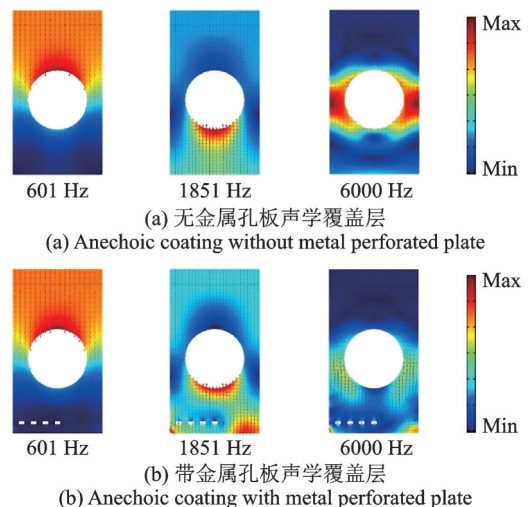 Max
Min
601 Hz
1851 Hz
6000 Hz
(a) 无金属孔板声学覆盖层
(a) Anechoic coating without metal perforated plate
Max
Min
601 Hz
1851 Hz
6000 Hz
(b) 带金属孔板声学覆盖层
(b) Anechoic coating with metal perforated plate